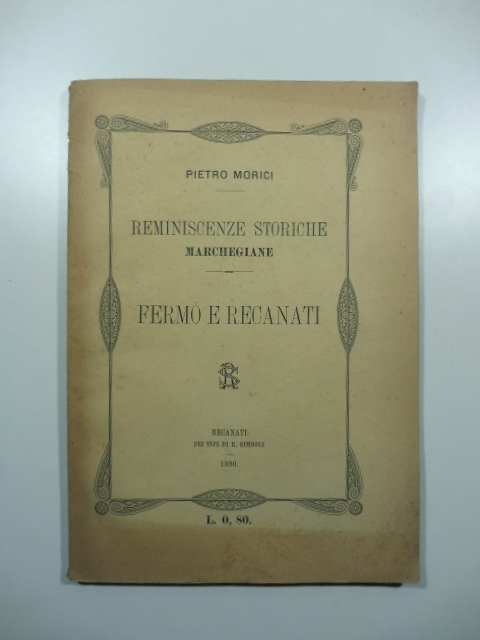 PIETRO MORICI
REMINISCENZE STORICHE
MARCHEGIANE
FERMO E RECANATI
RECANATI
PEI TIPI DI R. SIMBOLI
1890.
L. 0, 80.